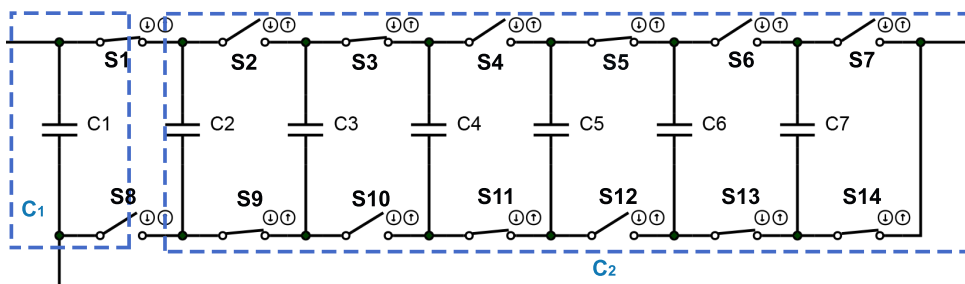 S1 S2 S3 S4 S5 S6 S7
C1 C2 C3 C4 C5 C6 C7
S8 S9 S10 S11 S12 S13 S14
C1
C2